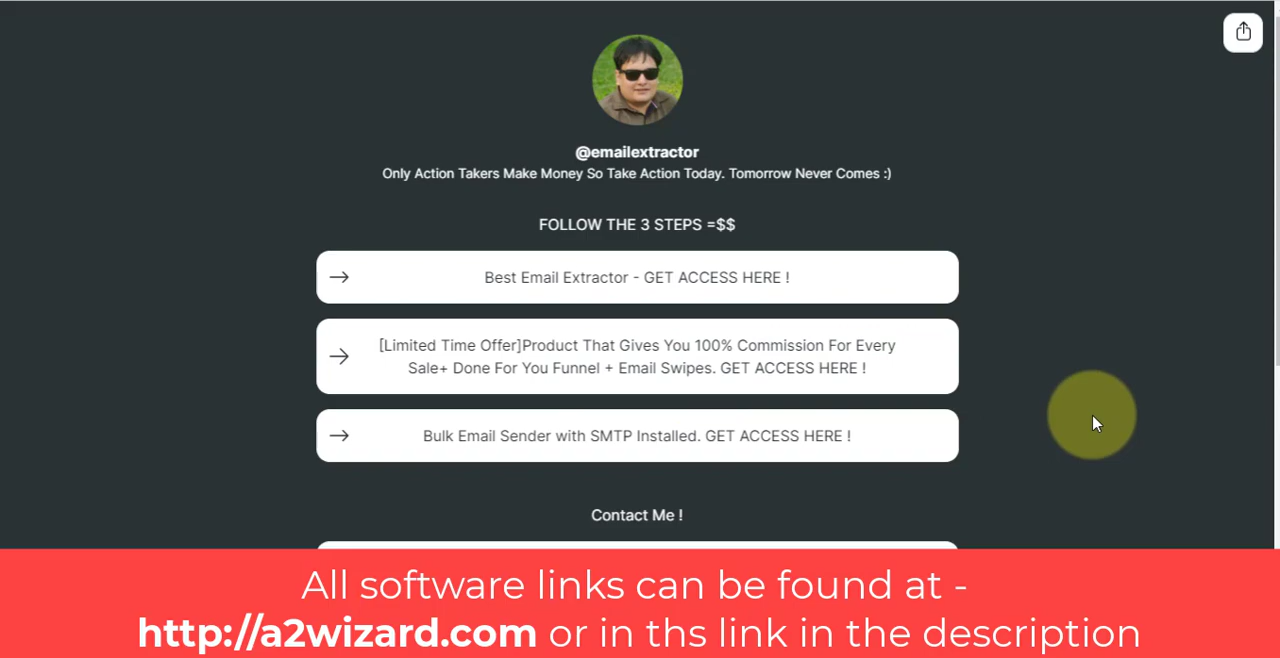 @emailextractor
Only Action Takers Make Money So Take Action Today. Tomorrow Never Comes :)
FOLLOW THE 3 STEPS =$$
Best Email Extractor - GET ACCESS HERE !
[Limited Time Offer]Product That Gives You 100% Commission For Every
Sale+ Done For You Funnel + Email Swipes. GET ACCESS HERE !
Bulk Email Sender with SMTP Installed. GET ACCESS HERE !
Contact Me !
All software links can be found at -
http://a2wizard.com or in ths link in the description